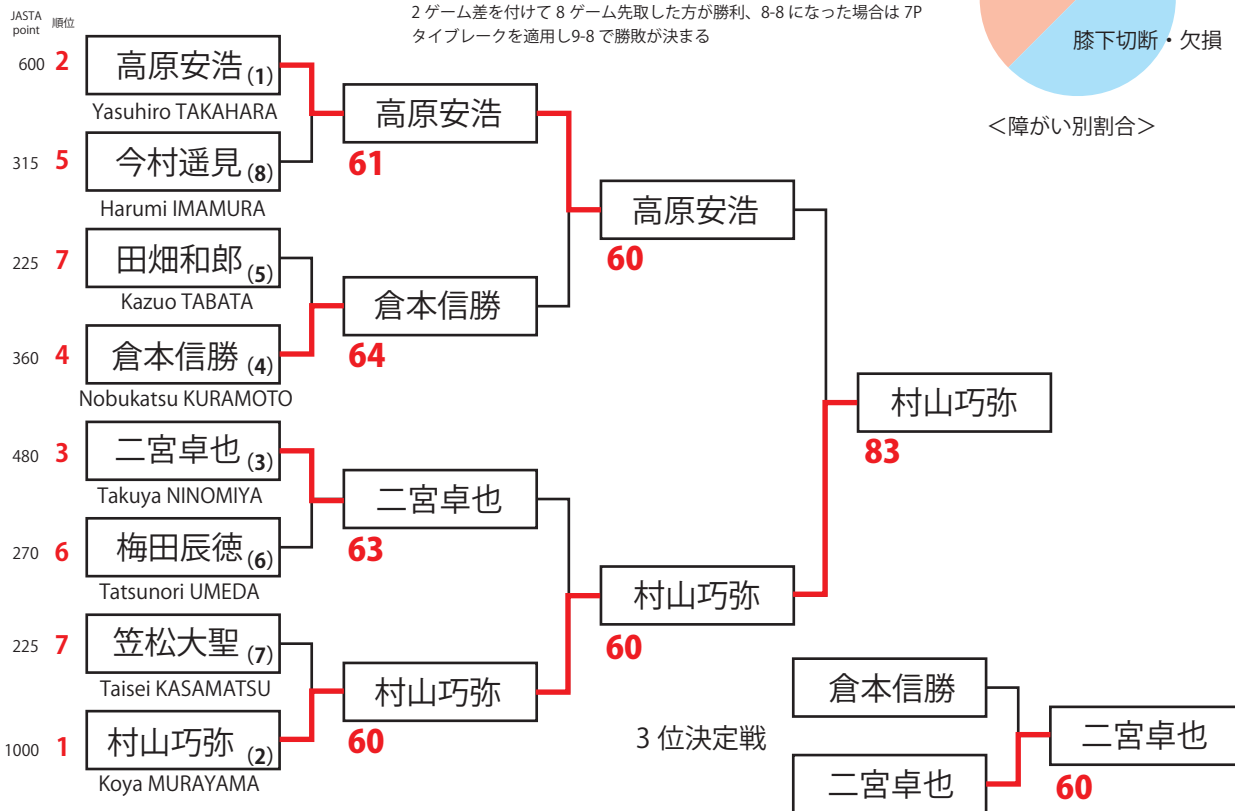 2 ゲーム差を付けて 8 ゲーム先取した方が勝利、8-8 になった場合は 7P
タイブレークを適用し9-8 で勝敗が決まる
膝下切断・欠損
＜障がい別割合＞
JASTA
point
順位
600 2 高原安浩 (1)
Yasuhiro TAKAHARA
高原安浩
61
315 5 今村遥見 (8)
Harumi IMAMURA
高原安浩
60
225 7 田畑和郎 (5)
Kazuo TABATA
倉本信勝
64
360 4 倉本信勝 (4)
Nobukatsu KURAMOTO
村山巧弥
83
480 3 二宮卓也 (3)
Takuya NINOMIYA
二宮卓也
63
270 6 梅田辰徳 (6)
Tatsunori UMEDA
村山巧弥
60
225 7 笠松大聖 (7)
Taisei KASAMATSU
村山巧弥
60
1000 1 村山巧弥 (2)
Koya MURAYAMA
3 位決定戦
倉本信勝
二宮卓也
二宮卓也
60